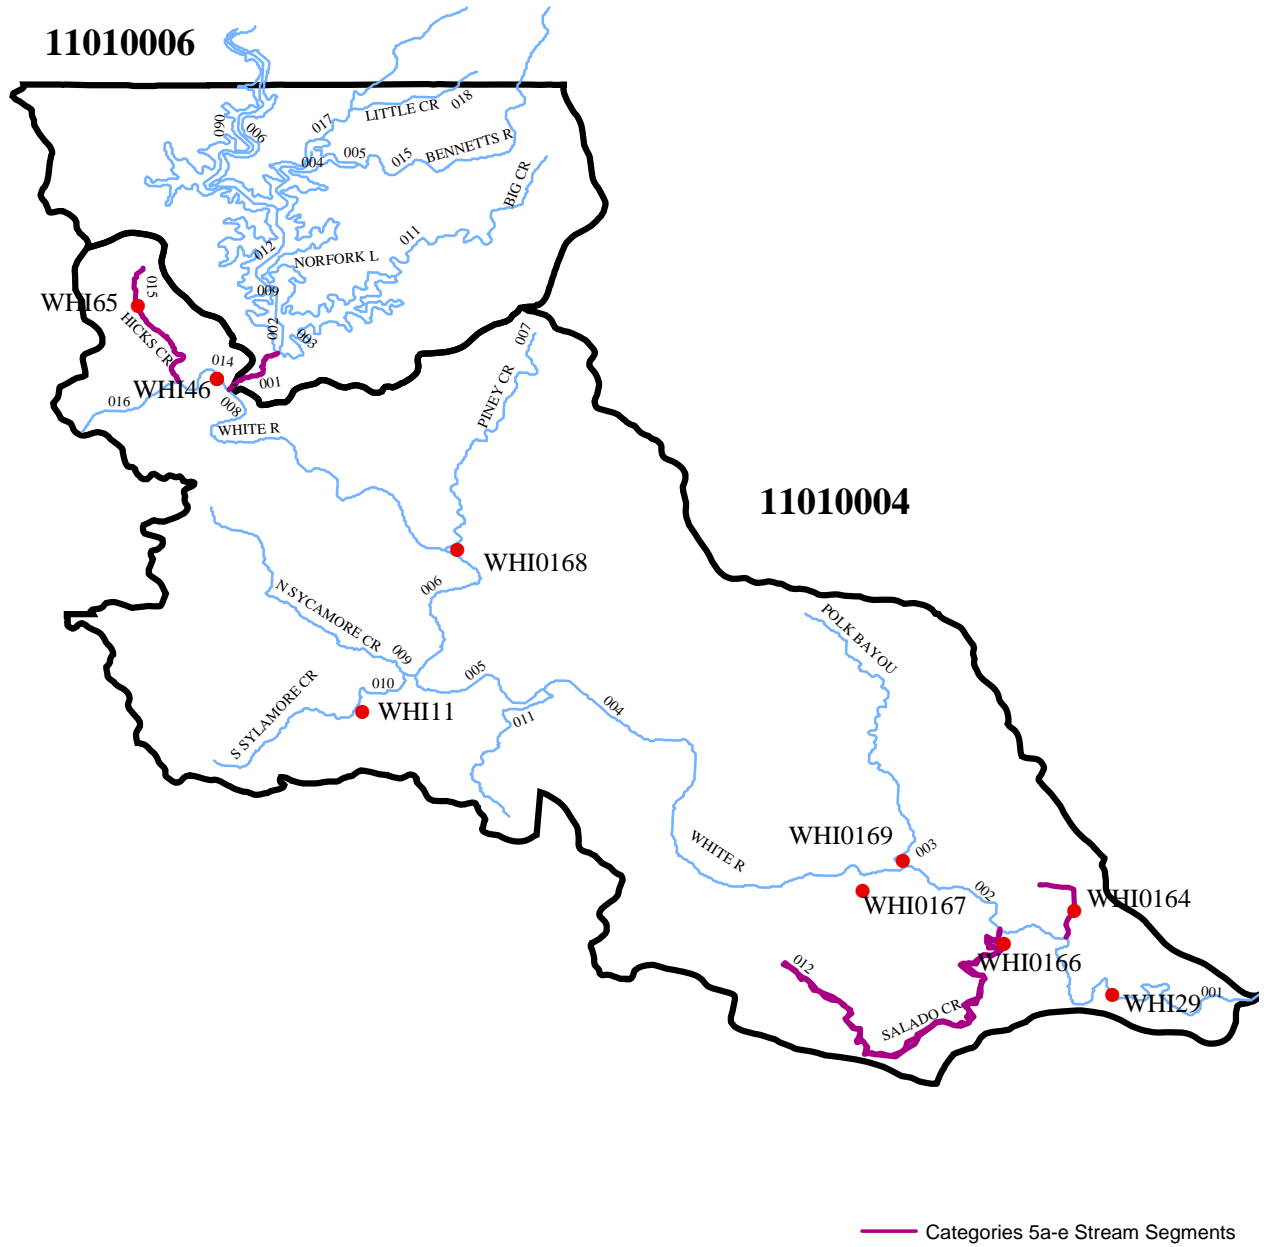 11010006
090
006
017
LITTLE CR
018
004
005
015
BENNETTS R
BIG CR
012
NORFORK L
011
009
002
003
015
WHI65
HICKS CR
014
001
WHI46
016
008
WHITE R
007
PINEY CR
11010004
WHI0168
006
N SYCAMORE CR
009
POLK BAYOU
005
010
S SYLAMORE CR
WHI11
004
011
WHI0169
003
WHITE R
002
WHI0167
WHI0164
WHI0166
012
SALADO CR
WHI29
001
Categories 5a-e Stream Segments